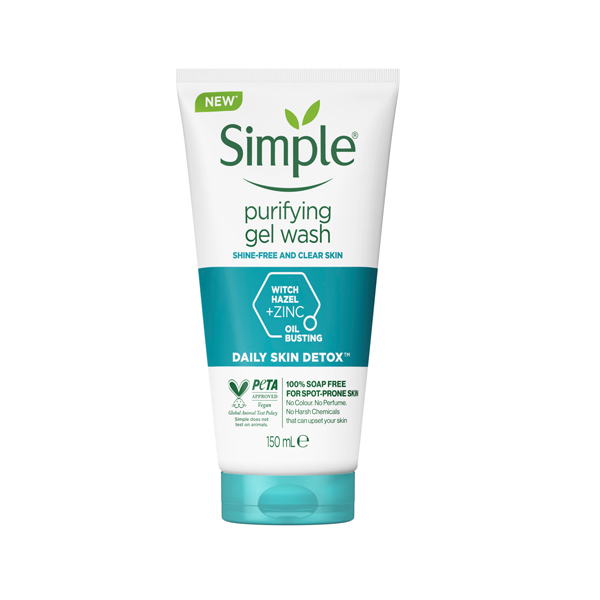 NEW*
Simple®
purifying
gel wash
SHINE-FREE AND CLEAR SKIN
WITCH
HAZEL
+ZINC
OIL
BUSTING
DAILY SKIN DETOX™
PETA
APPROVED
Vegan
Global Animal Test Policy
Simple does not
test on animals.
100% SOAP FREE
FOR SPOT-PRONE SKIN
No Colour. No Perfume.
No Harsh Chemicals
that can upset your skin
150 mL ℮